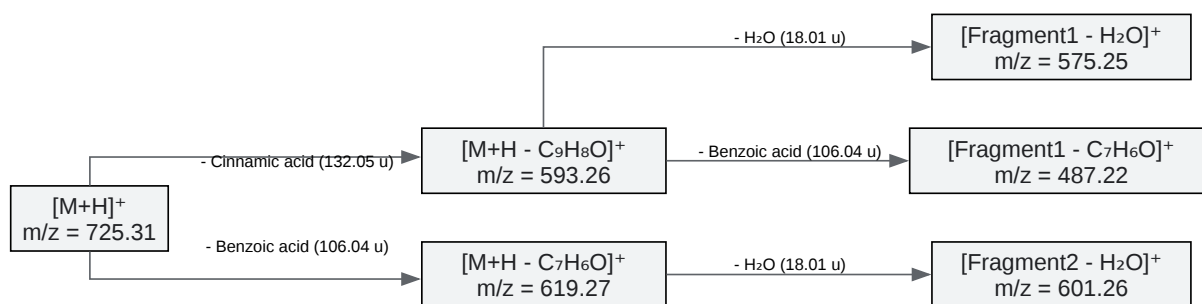 - H₂O (18.01 u)
[Fragment1 - H₂O]⁺
m/z = 575.25
- Cinnamic acid (132.05 u)
[M+H - C₉H₈O]⁺
m/z = 593.26
- Benzoic acid (106.04 u)
[Fragment1 - C₇H₆O]⁺
m/z = 487.22
[M+H]⁺
m/z = 725.31
- Benzoic acid (106.04 u)
[M+H - C₇H₆O]⁺
m/z = 619.27
- H₂O (18.01 u)
[Fragment2 - H₂O]⁺
m/z = 601.26